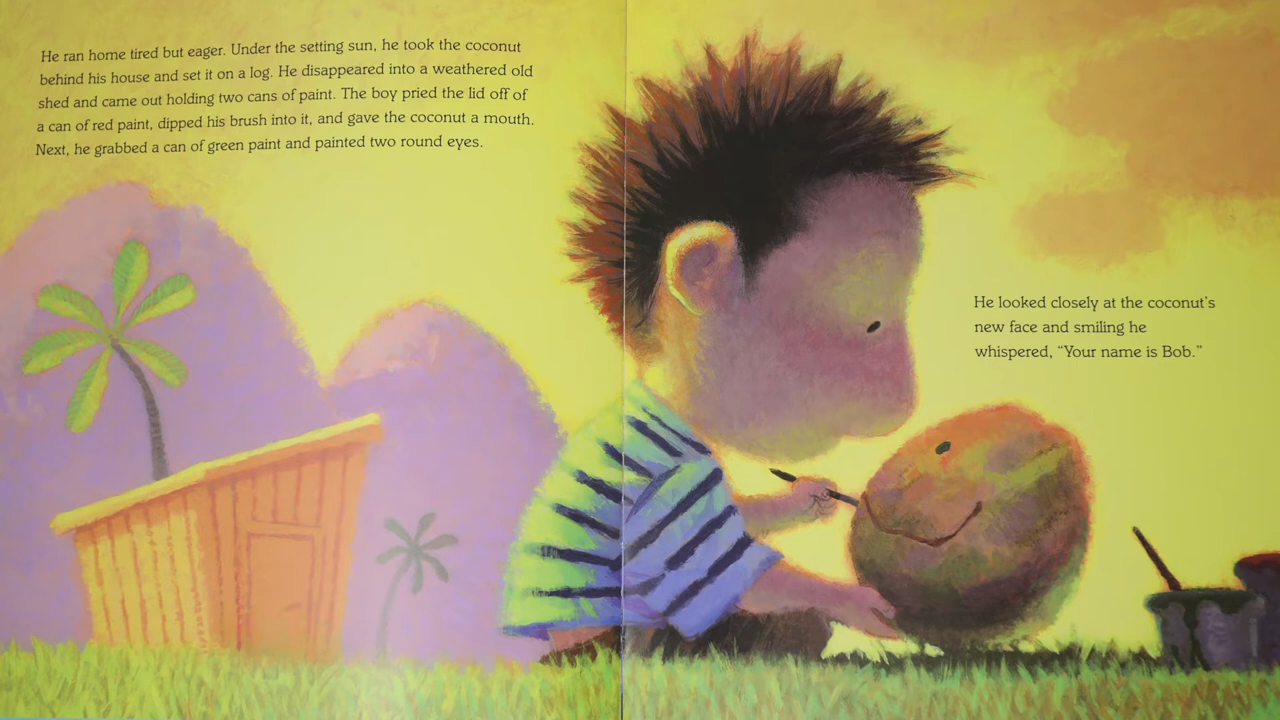 He ran home tired but eager. Under the setting sun, he took the coconut
behind his house and set it on a log. He disappeared into a weathered old
shed and came out holding two cans of paint. The boy pried the lid off of
a can of red paint, dipped his brush into it, and gave the coconut a mouth.
Next, he grabbed a can of green paint and painted two round eyes.
He looked closely at the coconut's
new face and smiling he
whispered, “Your name is Bob.”